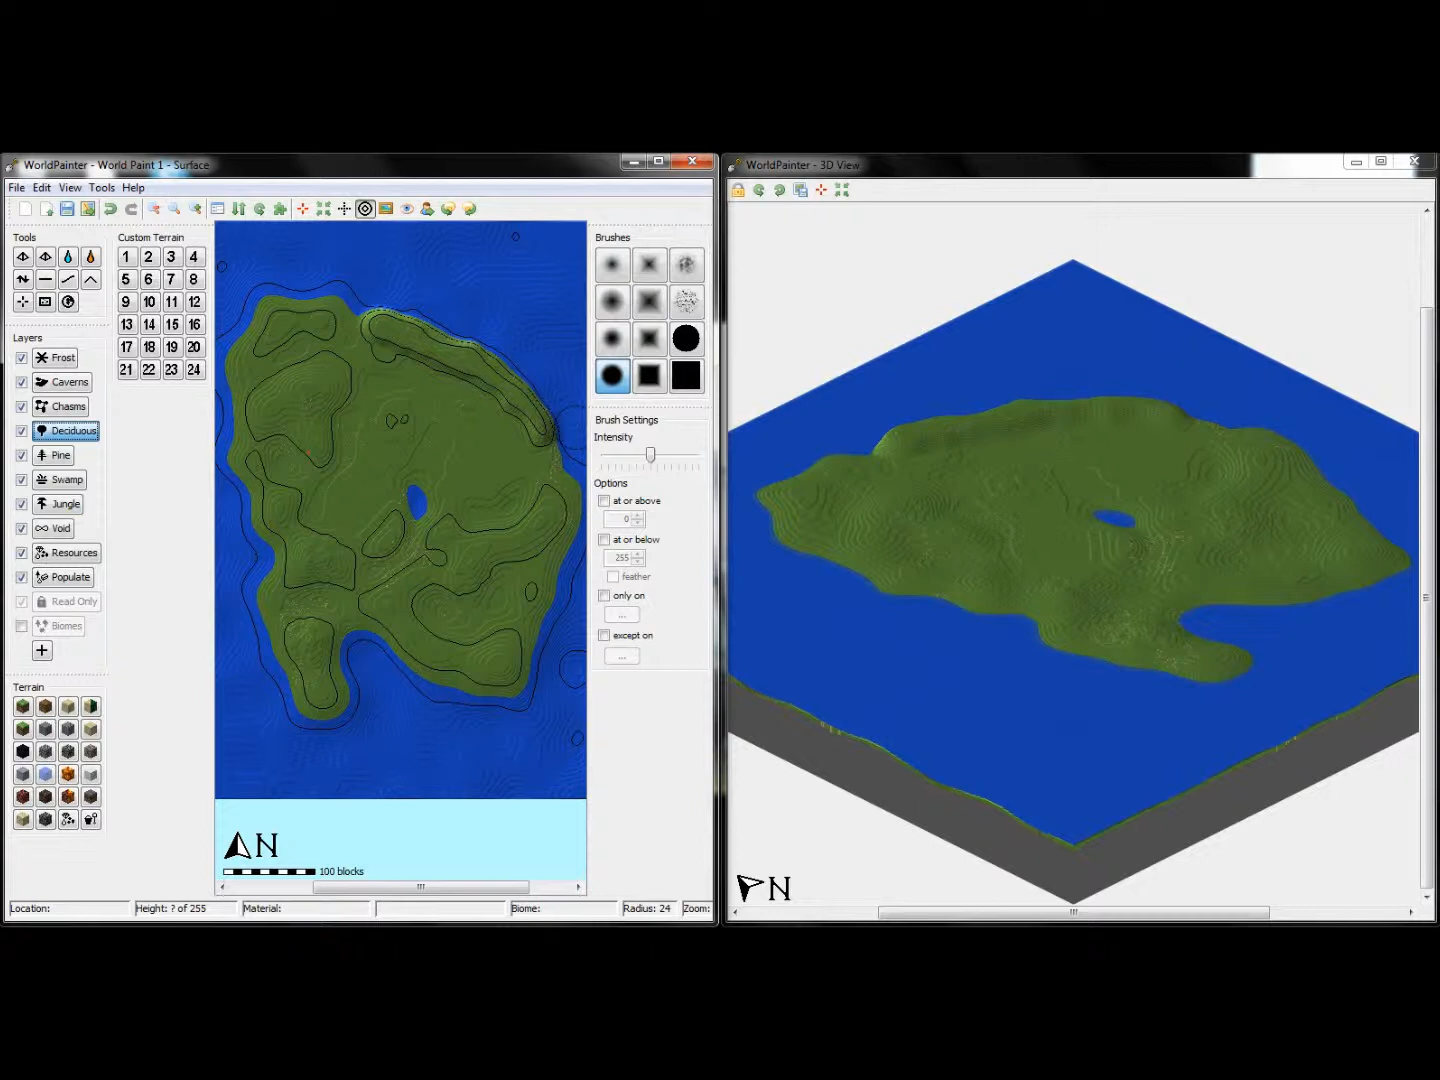 WorldPainter - World Paint 1 - Surface
File Edit View Tools Help
Tools
Custom Terrain
1 2 3 4
5 6 7 8
9 10 11 12
13 14 15 16
17 18 19 20
21 22 23 24
Layers
Frost
Caverns
Chasms
Deciduous
Pine
Swamp
Jungle
Void
Resources
Populate
Read Only
Biomes
+
Terrain
N
100 blocks
Brushes
Brush Settings
Intensity
Options
at or above
0
at or below
255
feather
only on
...
except on
...
Location: Height: ? of 255 Material: Biome: Radius: 24 Zoom:
WorldPainter - 3D View
N